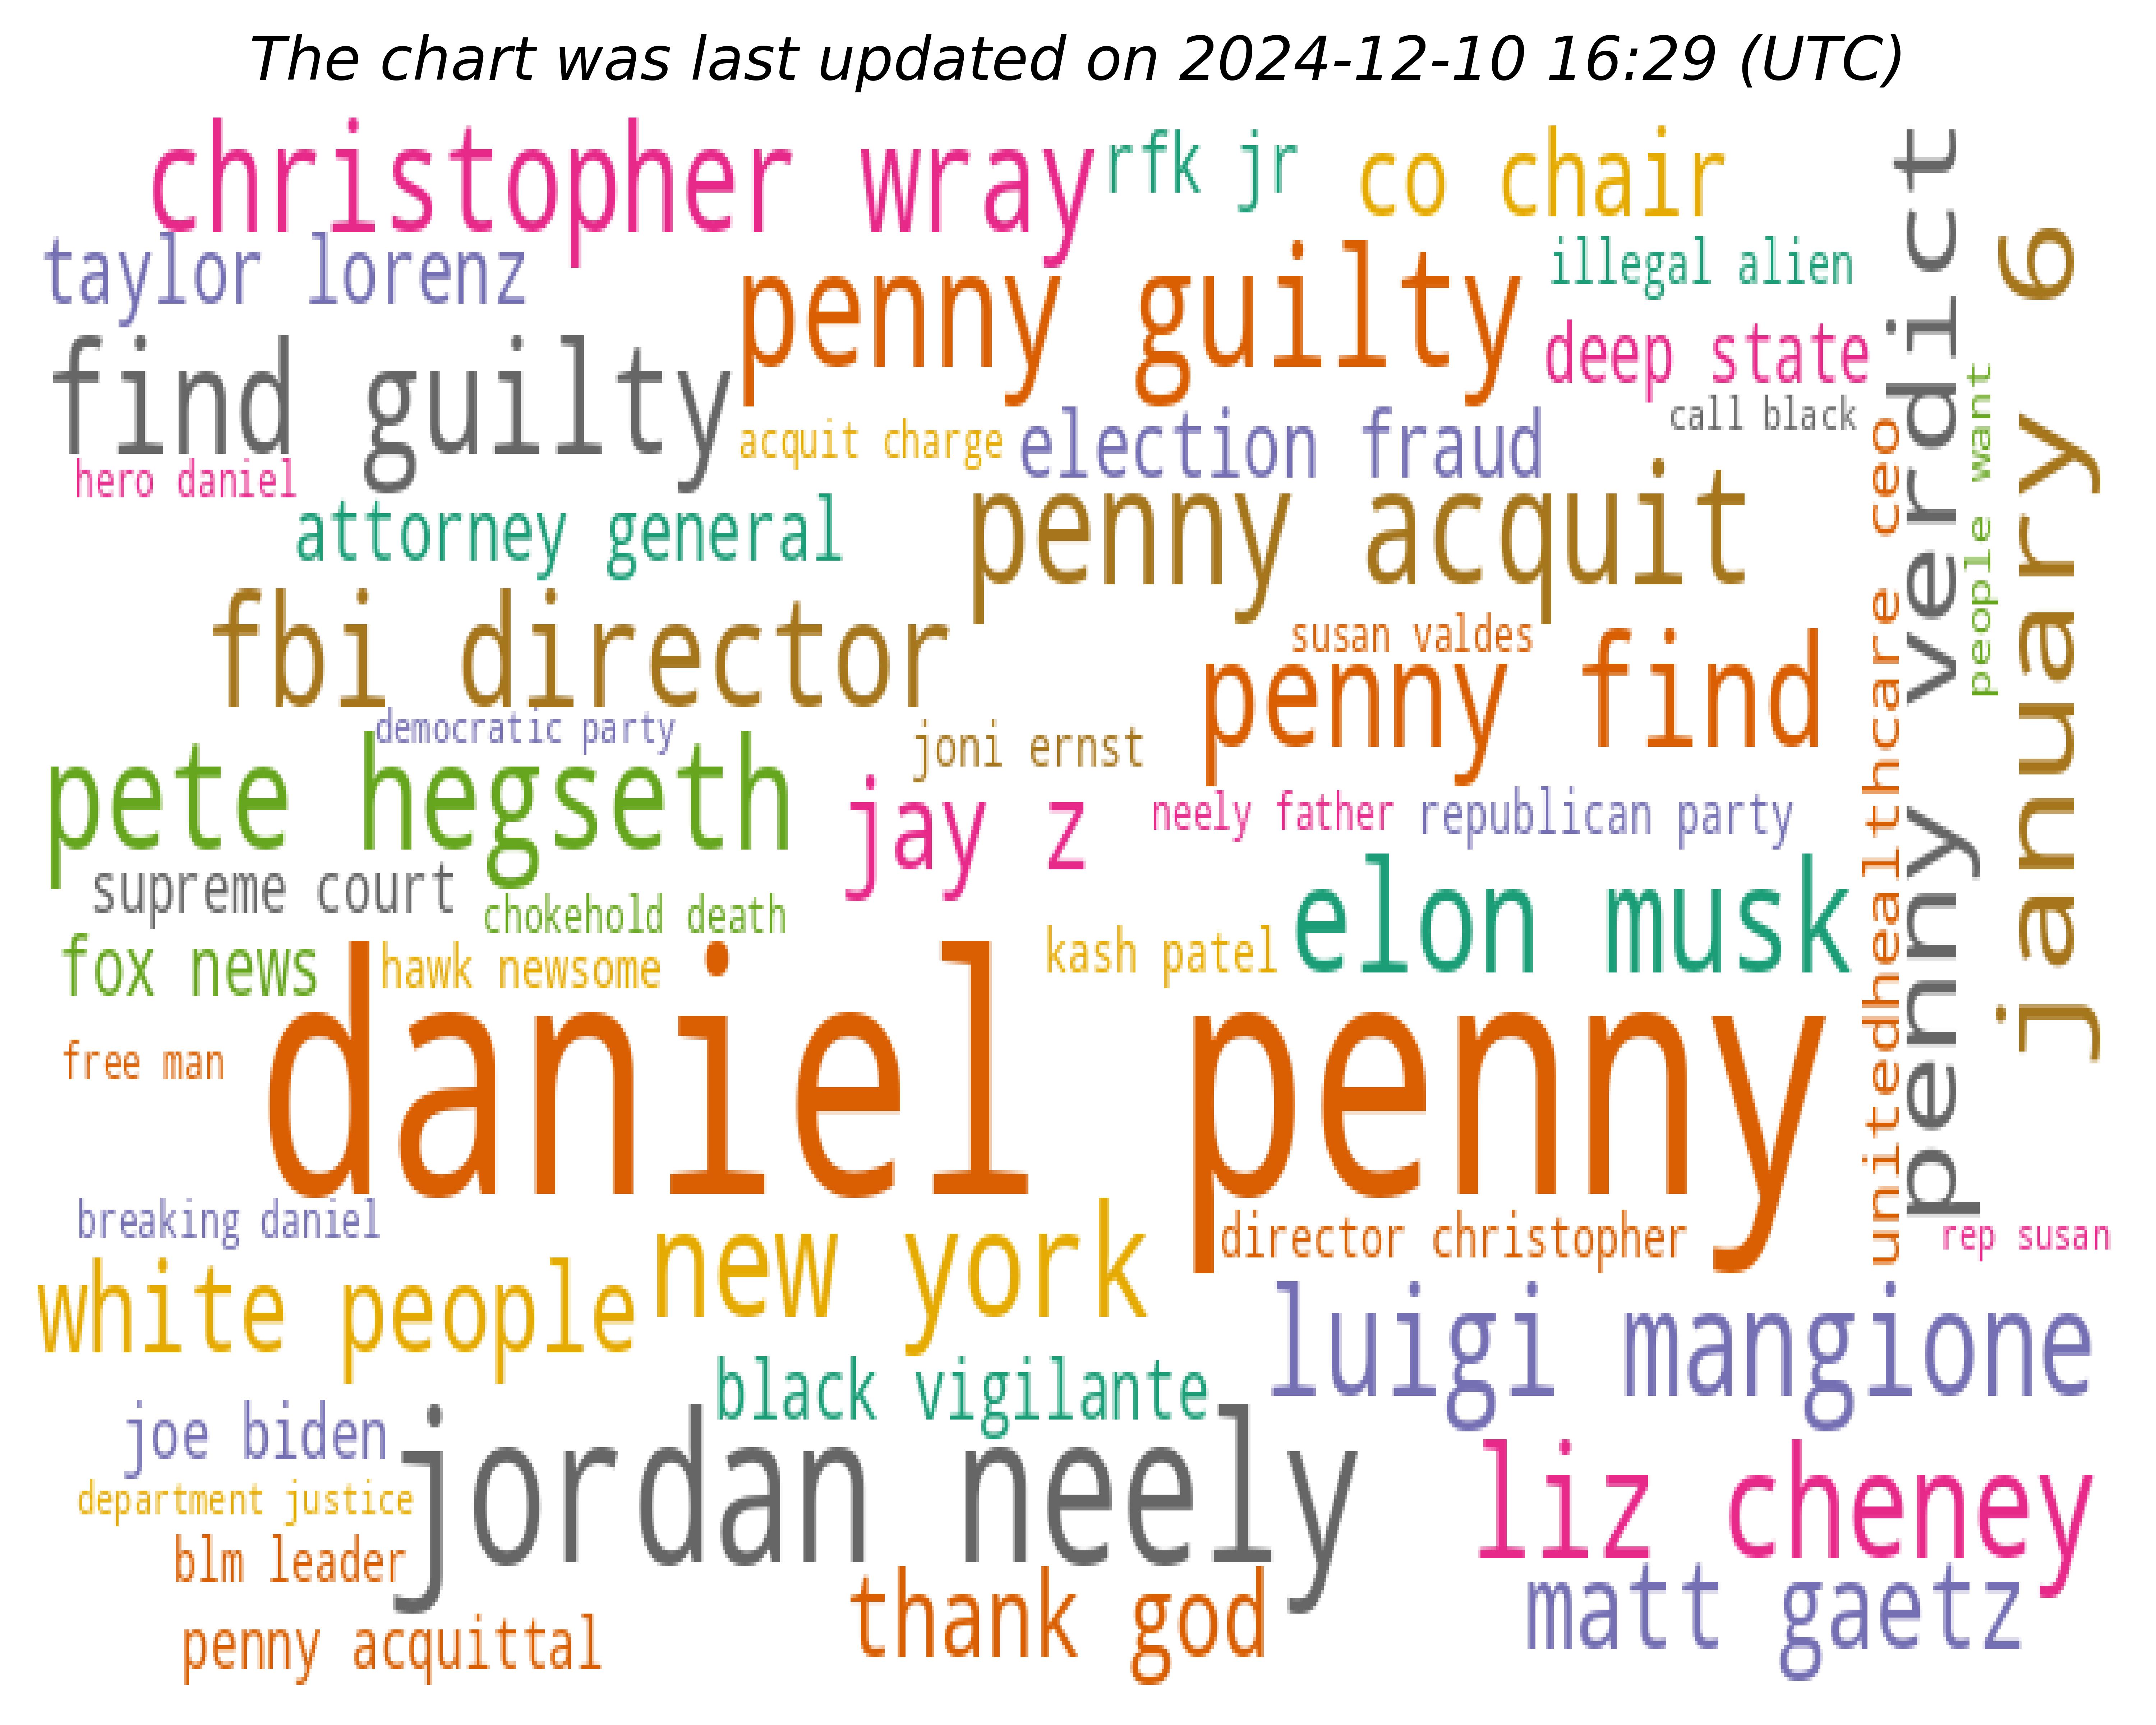 The chart was last updated on 2024-12-10 16:29 (UTC)
christopher wray
rfk jr
co chair
taylor lorenz
penny guilty
illegal alien
find guilty
deep state
call black
acquit charge
election fraud
hero daniel
attorney general
penny acquit
fbi director
susan valdes
penny find
democratic party
joni ernst
pete hegseth
jay z
neely father
republican party
supreme court
chokehold death
elon musk
fox news
hawk newsome
kash patel
free man
daniel penny
breaking daniel
director christopher
rep susan
white people
new york
luigi mangione
black vigilante
joe biden
jordan neely
liz cheney
department justice
blm leader
thank god
matt gaetz
penny acquittal
unitedhealthcare ceo
penny verdict
people want
january 6